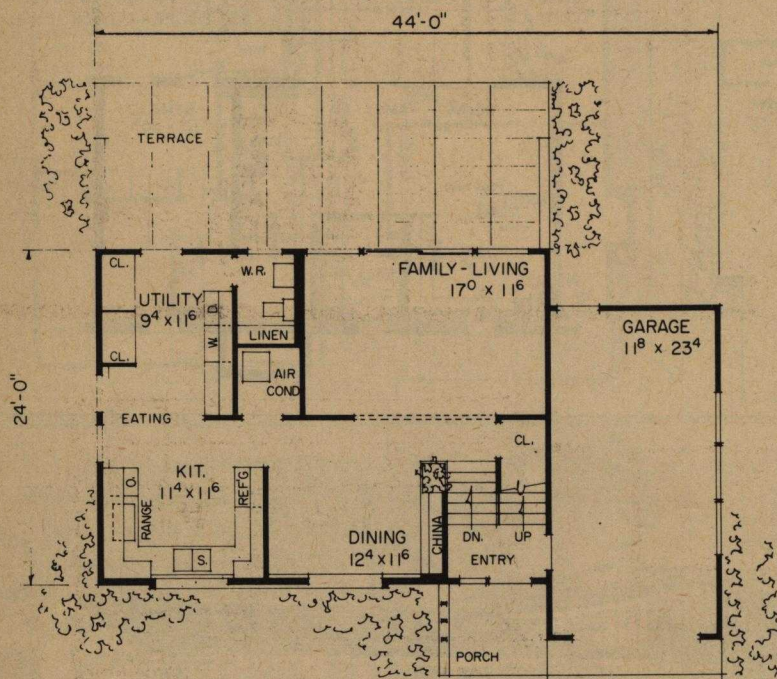 44'-0"
TERRACE
CL.
W.R.
FAMILY - LIVING
17⁰ x 11⁶
UTILITY
9⁴ x 11⁶
D.
W.
LINEN
GARAGE
11⁸ x 23⁴
CL.
AIR
COND
24'-0"
EATING
CL.
KIT.
11⁴ x 11⁶
O.
RANGE
REF'G
S.
DINING
12⁴ x 11⁶
CHINA
DN.
UP
ENTRY
PORCH